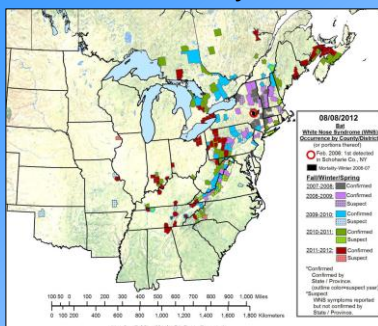 08/08/2012
Bat
White Nose Syndrome (WNS)
Occurrence by County/District
(or portions thereof)
Feb. 2006: 1st detected
in Schoharie Co., NY
Mortality-Winter 2006-07
Fall/Winter/Spring
2007-2008: Confirmed
Suspect
2008-2009: Confirmed
Suspect
2009-2010: Confirmed
Suspect
2010-2011: Confirmed
Suspect
2011-2012: Confirmed
Suspect
*Confirmed
Confirmed by
State / Province.
(outline color=suspect year)
*Suspect
WNS symptoms reported
but not confirmed by
State / Province.
100 50 0 100 200 300 400 500 600 700 800 900 1,000 Miles
100 0 200 400 600 800 1,000 1,200 1,400 1,600 1,800 Kilometers